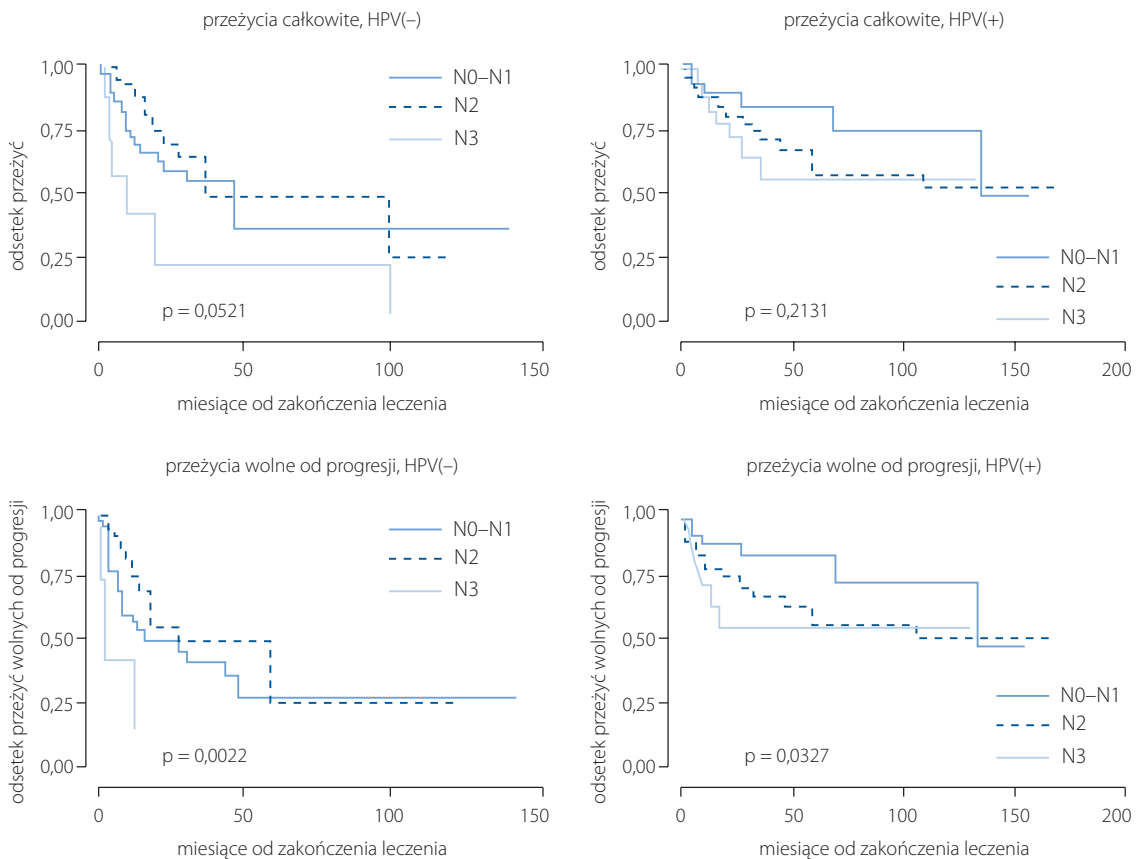 przeżycia całkowite, HPV(–)
odsetek przeżyć
1,00
0,75
0,50
0,25
0,00
N0–N1
N2
N3
p = 0,0521
0 50 100 150
miesiące od zakończenia leczenia
przeżycia całkowite, HPV(+)
odsetek przeżyć
1,00
0,75
0,50
0,25
0,00
N0–N1
N2
N3
p = 0,2131
0 50 100 150 200
miesiące od zakończenia leczenia
przeżycia wolne od progresji, HPV(–)
odsetek przeżyć wolnych od progresji
1,00
0,75
0,50
0,25
0,00
N0–N1
N2
N3
p = 0,0022
0 50 100 150
miesiące od zakończenia leczenia
przeżycia wolne od progresji, HPV(+)
odsetek przeżyć wolnych od progresji
1,00
0,75
0,50
0,25
0,00
N0–N1
N2
N3
p = 0,0327
0 50 100 150 200
miesiące od zakończenia leczenia